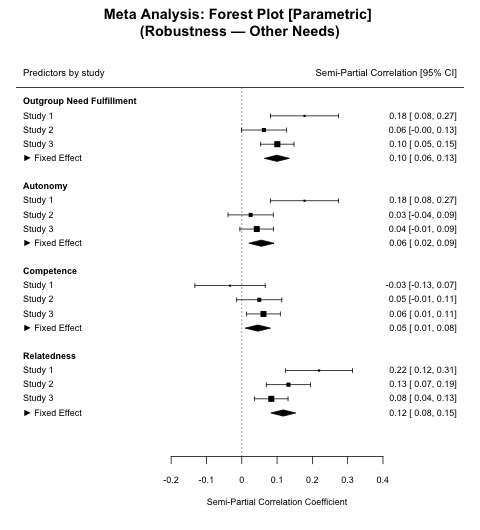 Meta Analysis: Forest Plot [Parametric]
(Robustness — Other Needs)
Predictors by study Semi-Partial Correlation [95% CI]
Outgroup Need Fulfillment
Study 1 0.18 [ 0.08, 0.27]
Study 2 0.06 [-0.00, 0.13]
Study 3 0.10 [ 0.05, 0.15]
► Fixed Effect 0.10 [ 0.06, 0.13]
Autonomy
Study 1 0.18 [ 0.08, 0.27]
Study 2 0.03 [-0.04, 0.09]
Study 3 0.04 [-0.01, 0.09]
► Fixed Effect 0.06 [ 0.02, 0.09]
Competence
Study 1 -0.03 [-0.13, 0.07]
Study 2 0.05 [-0.01, 0.11]
Study 3 0.06 [ 0.01, 0.11]
► Fixed Effect 0.05 [ 0.01, 0.08]
Relatedness
Study 1 0.22 [ 0.12, 0.31]
Study 2 0.13 [ 0.07, 0.19]
Study 3 0.08 [ 0.04, 0.13]
► Fixed Effect 0.12 [ 0.08, 0.15]
-0.2 -0.1 0 0.1 0.2 0.3 0.4
Semi-Partial Correlation Coefficient